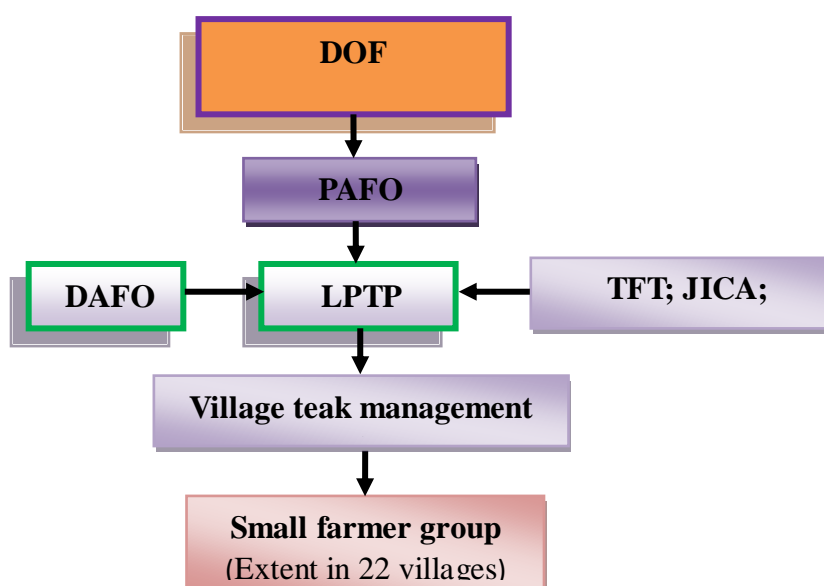 DOF
PAFO
DAFO
LPTP
TFT; JICA;
Village teak management
Small farmer group
(Extent in 22 villages)